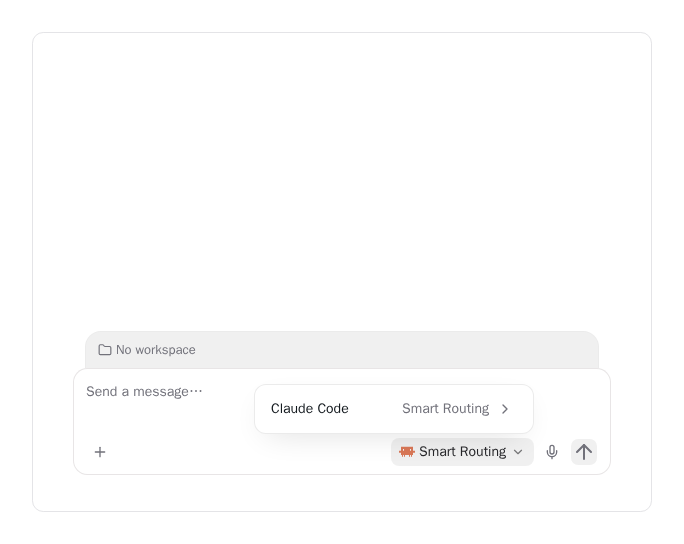 No workspace
Send a message···
Claude Code Smart Routing
Smart Routing